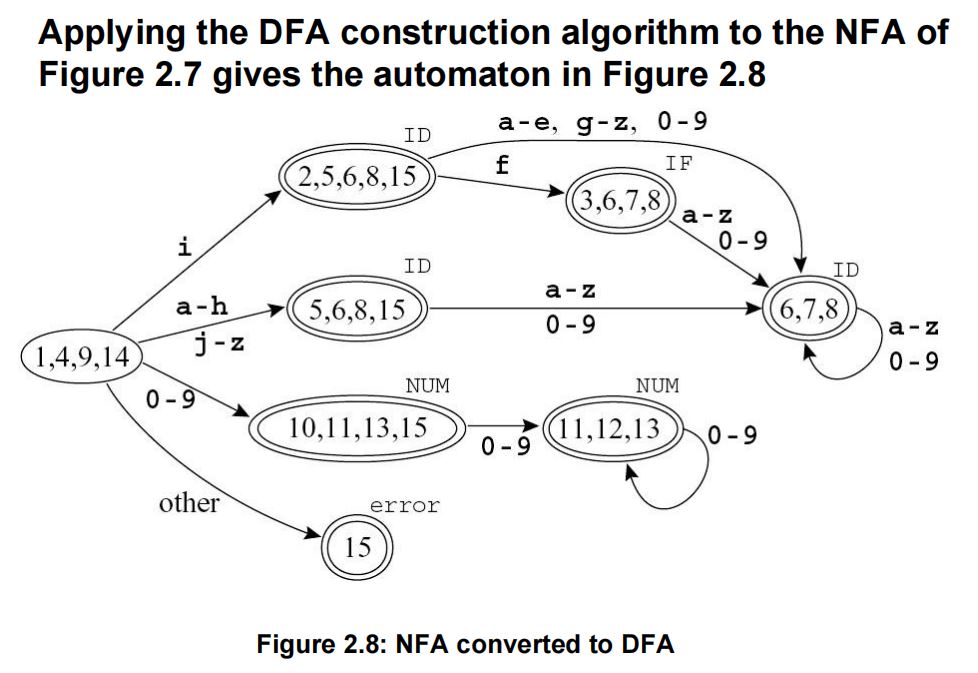 Applying the DFA construction algorithm to the NFA of
Figure 2.7 gives the automaton in Figure 2.8
ID
a-e, g-z, 0-9
2,5,6,8,15
f
IF
3,6,7,8
a-z
0-9
i
ID
ID
a-h
j-z
5,6,8,15
a-z
0-9
6,7,8
a-z
0-9
1,4,9,14
0-9
NUM
NUM
10,11,13,15
0-9
11,12,13
0-9
other
error
15
Figure 2.8: NFA converted to DFA